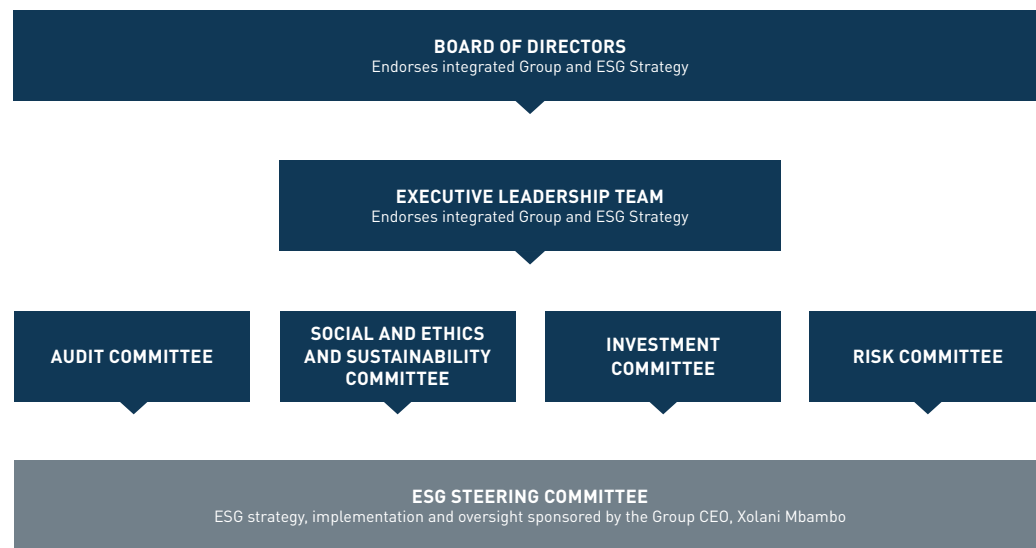 BOARD OF DIRECTORS
Endorses integrated Group and ESG Strategy
EXECUTIVE LEADERSHIP TEAM
Endorses integrated Group and ESG Strategy
AUDIT COMMITTEE
SOCIAL AND ETHICS
AND SUSTAINABILITY
COMMITTEE
INVESTMENT
COMMITTEE
RISK COMMITTEE
ESG STEERING COMMITTEE
ESG strategy, implementation and oversight sponsored by the Group CEO, Xolani Mbambo